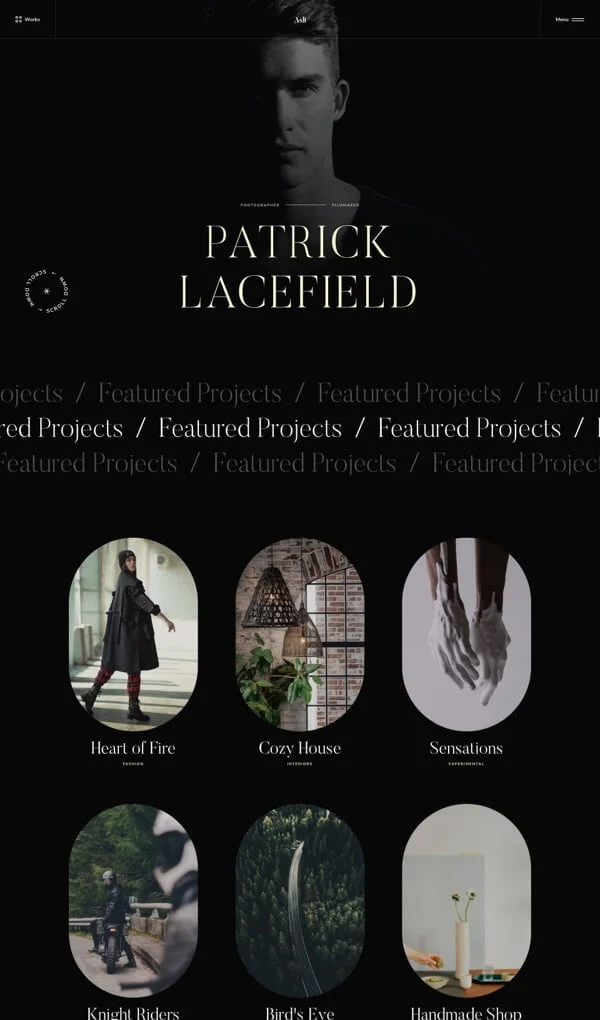 Works
Asli
Menu
PHOTOGRAPHER
FILMMAKER
PATRICK
LACEFIELD
SCROLL DOWN
SCROLL DOWN
ojects / Featured Projects / Featured Projects / Featur
red Projects / Featured Projects / Featured Projects /
Featured Projects / Featured Projects / Featured Project
Heart of Fire
Cozy House
Sensations
FASHION
INTERIORS
EXPERIMENTAL
Knight Riders
Bird's Eye
Handmade Shop